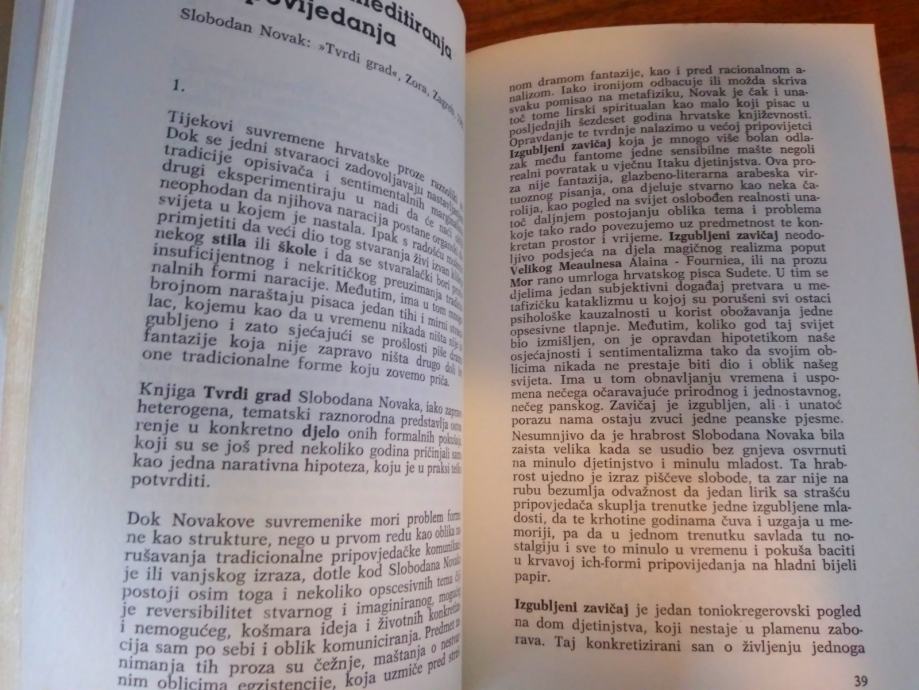 meditiranja
povijedanja
Slobodan Novak: »Tvrdi grad«, Zora, Zagreb,
1.
Tijekovi suvremene hrvatske proze raznoliki
Dok se jedni stvaraoci zadovoljavaju
tradicije opisivača i sentimentalnih
drugi eksperimentiraju u nadi da će naći
neophodan da njihova naracija postane
svijeta u kojem je nastala. Ipak s radošću
primjetiti da veći dio tog stvaranja živi izvan
nekog stila ili škole i da se stvaralački bori
insuficijentnog i nekritičkog preuzimanja
nalnih formi naracije. Međutim, ima u tom
brojnom naraštaju pisaca jedan tihi i mirni
lac, kojemu kao da u vremenu nikada ništa nije
gubljeno i zato sjećajući se prošlosti piše
fantazije koja nije zapravo ništa drugo
one tradicionalne forme koju zovemo priča.
Knjiga Tvrdi grad Slobodana Novaka, iako
heterogena, tematski raznorodna predstavlja
renje u konkretno djelo onih formalnih
koji su se još pred nekoliko godina pričinjali
kao jedna narativna hipoteza, koju je u praksi
potvrditi.
Dok Novakove suvremenike mori problem
ne kao strukture, nego u prvom redu kao oblika
rušavanja tradicionalne pripovjedačke
je ili vanjskog izraza, dotle kod Slobodana
postoji osim toga i nekoliko opscesivnih tema
je reversibilitet stvarnog i imaginiranog,
i nemogućeg, košmara ideja i životnih
cija sam po sebi i oblik komuniciranja. Predmet
nimanja tih proza su čežnje, maštanja o
nim oblicima egzistencije, koja uzmiče pred
nom dramom fantazije, kao i pred racionalnom a-
nalizom. Iako ironijom odbacuje ili možda skriva
svaku pomisao na metafiziku, Novak je čak i una-
toč tome lirski spiritualan kao malo koji pisac u
posljednjih šezdeset godina hrvatske književnosti.
Opravdanje te tvrdnje nalazimo u većoj pripovijetci
Izgubljeni zavičaj koja je mnogo više bolan odla-
zak među fantome jedne sensibilne mašte negoli
realni povratak u vječnu Itaku djetinjstva. Ova pro-
za nije fantazija, glazbeno-literarna arabeska vir-
tuoznog pisanja, ona djeluje stvarno kao neka ča-
rolija, kao pogled na svijet oslobođen realnosti una-
toč daljnjem postojanju oblika tema i problema
koje tako rado povezujemo uz predmetnost te kon-
kretan prostor i vrijeme. Izgubljeni zavičaj neodo-
ljivo podsjeća na djela magičnog realizma poput
Velikog Meaulnesa Alaina - Fourniea, ili na prozu
Mor rano umrloga hrvatskog pisca Sudete. U tim se
djelima jedan subjektivni događaj pretvara u me-
tafizičku kataklizmu u kojoj su porušeni svi ostaci
psihološke kauzalnosti u korist obožavanja jedne
opsesivne tlapnje. Međutim, koliko god taj svijet
bio izmišljen, on je opravdan hipotetikom naše
osjećajnosti i sentimentalizma tako da svojim ob-
licima nikada ne prestaje biti dio i oblik našeg
svijeta. Ima u tom obnavljanju vremena i uspo-
mena nečega očaravajuće prirodnog i jednostavnog,
nečeg panskog. Zavičaj je izgubljen, ali i unatoč
porazu nama ostaju zvuci jedne peanske pjesme.
Nesumnjivo da je hrabrost Slobodana Novaka bila
zaista velika kada se usudio bez gnjeva osvrnuti
na minulo djetinjstvo i minulu mladost. Ta hrab-
rost ujedno je izraz piščeve slobode, ta zar nije na
rubu bezumlja odvažnost da jedan lirik sa strašću
pripovjedača skuplja trenutke jedne izgubljene mla-
dosti, da te krhotine godinama čuva i uzgaja u me-
moriji, pa da u jednom trenutku savlada tu no-
stalgiju i sve to minulo u vremenu i pokuša baciti
u krvavoj ich-formi pripovijedanja na hladni bijeli
papir.
Izgubljeni zavičaj je jedan toniokregerovski pogled
na dom djetinjstva, koji nestaje u plamenu zabo-
rava. Taj konkretizirani san o življenju jednoga
39